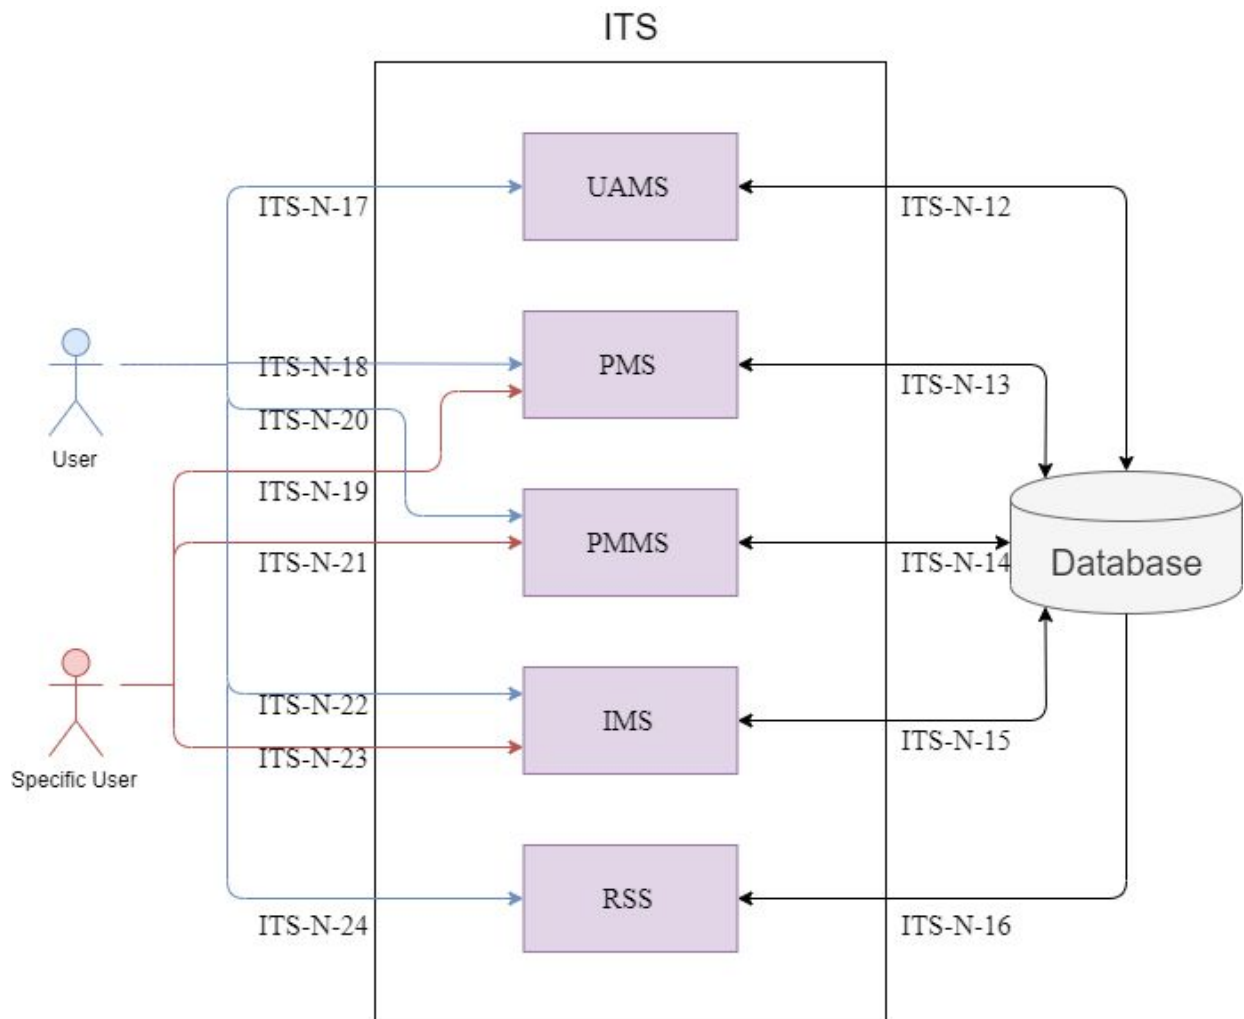 ITS
UAMS
ITS-N-17
ITS-N-12
PMS
ITS-N-18
ITS-N-13
ITS-N-20
User
ITS-N-19
PMMS
ITS-N-21
ITS-N-14
Database
ITS-N-22
IMS
ITS-N-23
ITS-N-15
Specific User
RSS
ITS-N-24
ITS-N-16